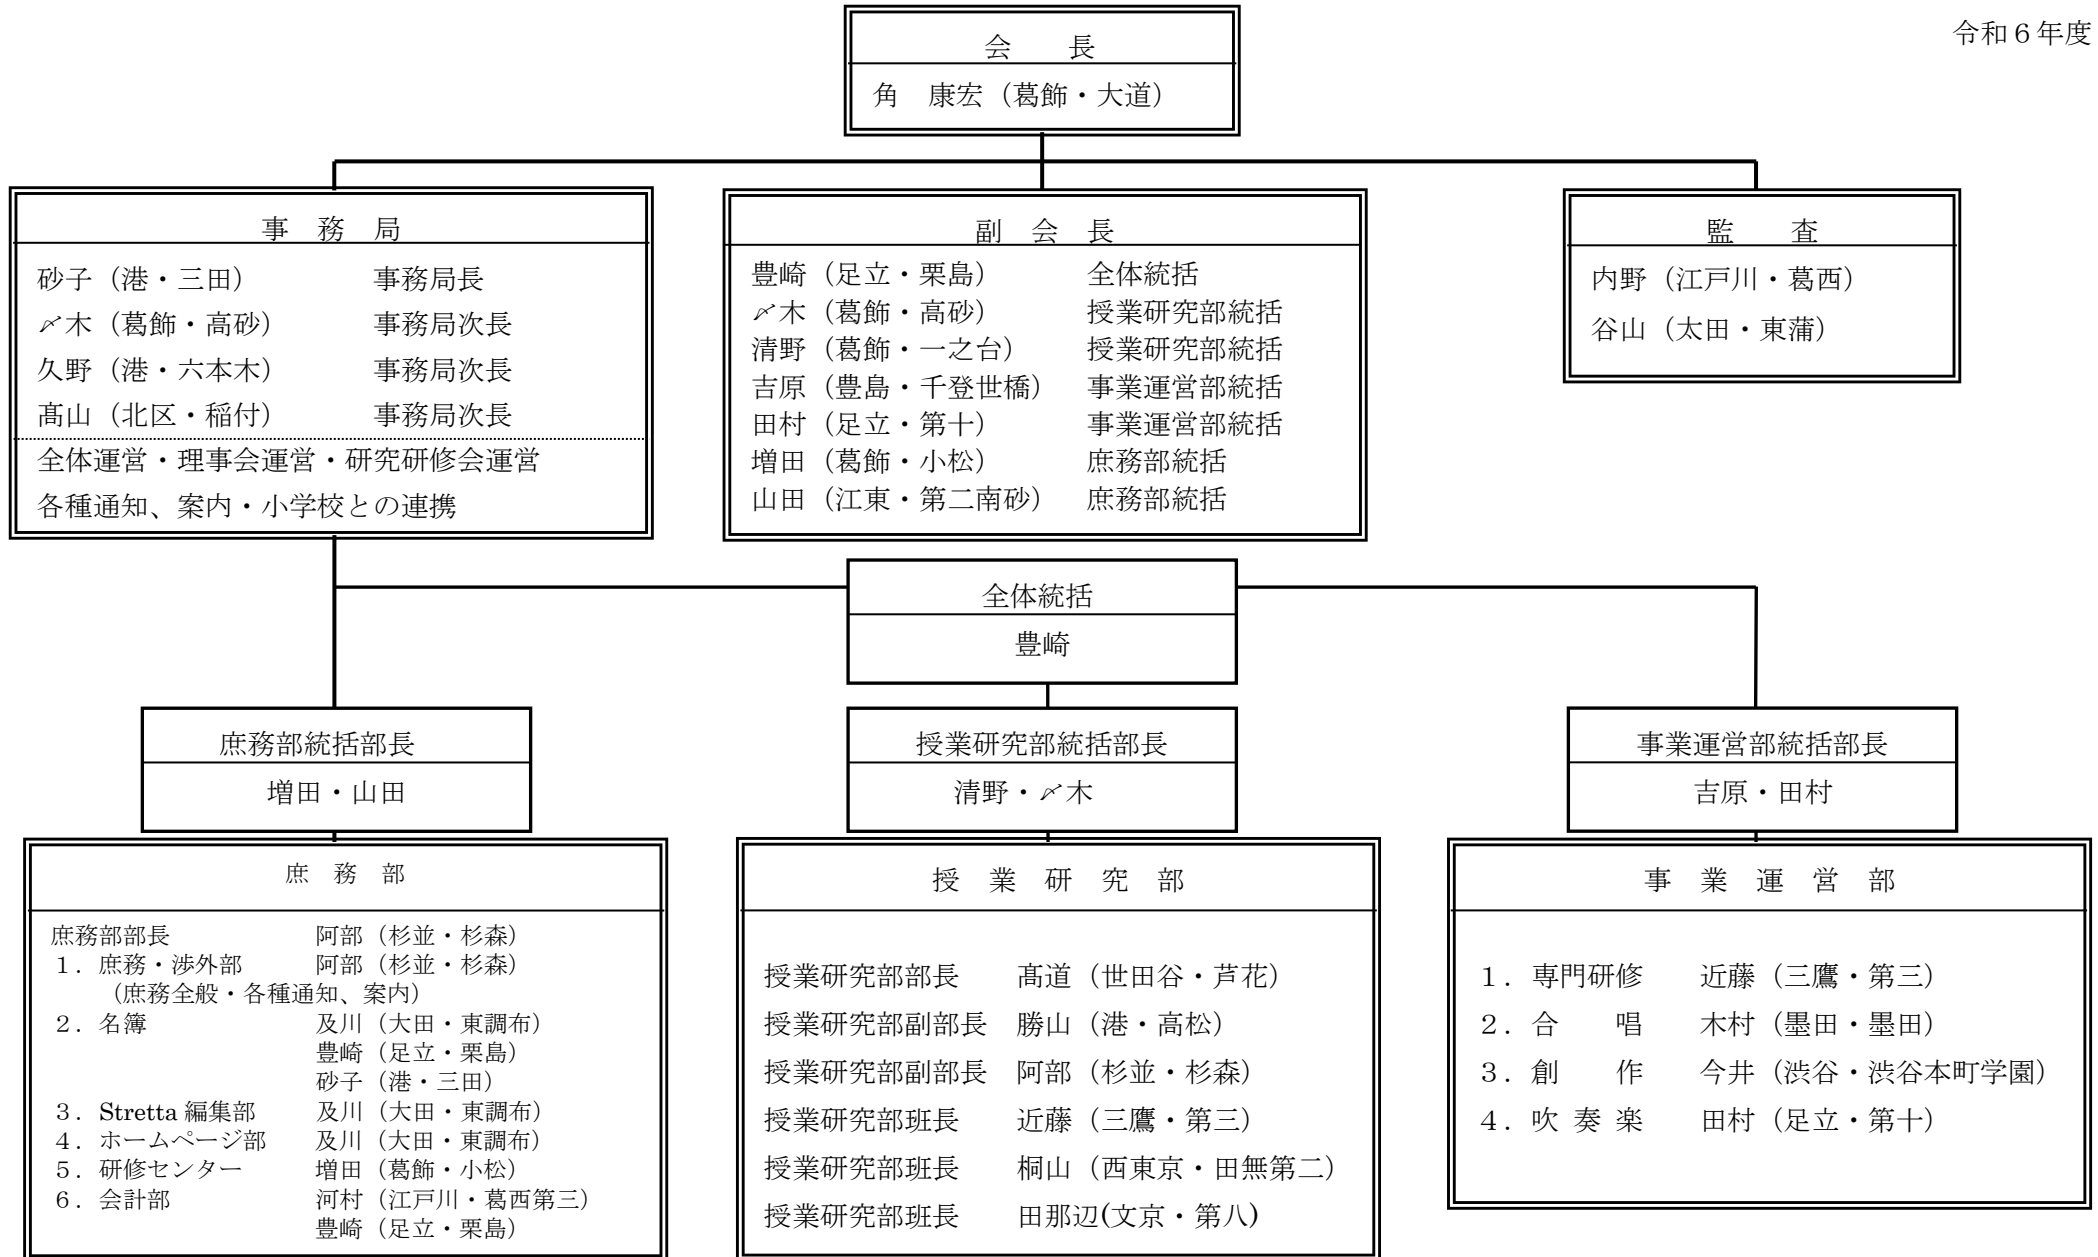 令和６年度
会　長
角　康宏（葛飾・大道）
事　務　局
砂子（港・三田）　事務局長
〆木（葛飾・高砂）　事務局次長
久野（港・六本木）　事務局次長
髙山（北区・稲付）　事務局次長
全体運営・理事会運営・研究研修会運営
各種通知、案内・小学校との連携
副　会　長
豊崎（足立・栗島）　全体統括
〆木（葛飾・高砂）　授業研究部統括
清野（葛飾・一之台）　授業研究部統括
吉原（豊島・千登世橋）　事業運営部統括
田村（足立・第十）　事業運営部統括
増田（葛飾・小松）　庶務部統括
山田（江東・第二南砂）　庶務部統括
監　査
内野（江戸川・葛西）
谷山（太田・東蒲）
全体統括
豊崎
庶務部統括部長
増田・山田
授業研究部統括部長
清野・〆木
事業運営部統括部長
吉原・田村
庶　務　部
庶務部部長　阿部（杉並・杉森）
１．庶務・渉外部　阿部（杉並・杉森）
（庶務全般・各種通知、案内）
２．名簿　及川（大田・東調布）
豊崎（足立・栗島）
砂子（港・三田）
３．Stretta 編集部　及川（大田・東調布）
４．ホームページ部　及川（大田・東調布）
５．研修センター　増田（葛飾・小松）
６．会計部　河村（江戸川・葛西第三）
豊崎（足立・栗島）
授　業　研　究　部
授業研究部部長　髙道（世田谷・芦花）
授業研究部副部長　勝山（港・高松）
授業研究部副部長　阿部（杉並・杉森）
授業研究部班長　近藤（三鷹・第三）
授業研究部班長　桐山（西東京・田無第二）
授業研究部班長　田那辺(文京・第八)
事　業　運　営　部
１．専門研修　近藤（三鷹・第三）
２．合　唱　木村（墨田・墨田）
３．創　作　今井（渋谷・渋谷本町学園）
４．吹 奏 楽　田村（足立・第十）